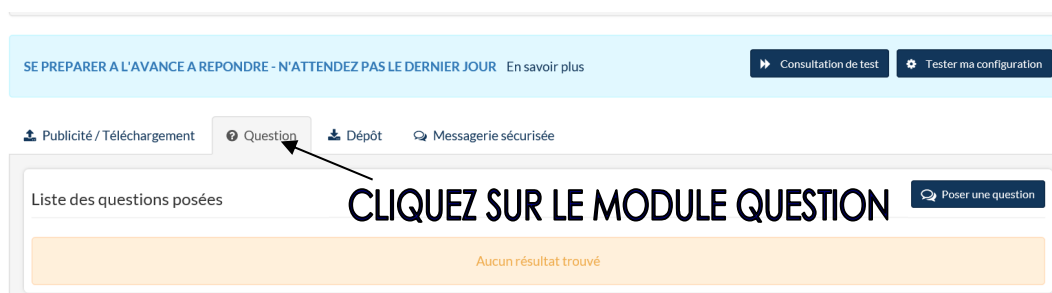 SE PREPARER A L'AVANCE A REPONDRE - N'ATTENDEZ PAS LE DERNIER JOUR En savoir plus
Consultation de test
Tester ma configuration
Publicité / Téléchargement
Question
Dépôt
Messagerie sécurisée
Liste des questions posées
CLIQUEZ SUR LE MODULE QUESTION
Poser une question
Aucun résultat trouvé